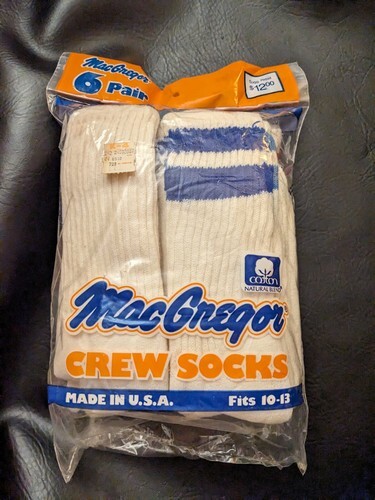 MacGregor
6 Pair
$12.00
COTTON
NATURAL BLEND
MacGregor
CREW SOCKS
MADE IN U.S.A.
Fits 10-13